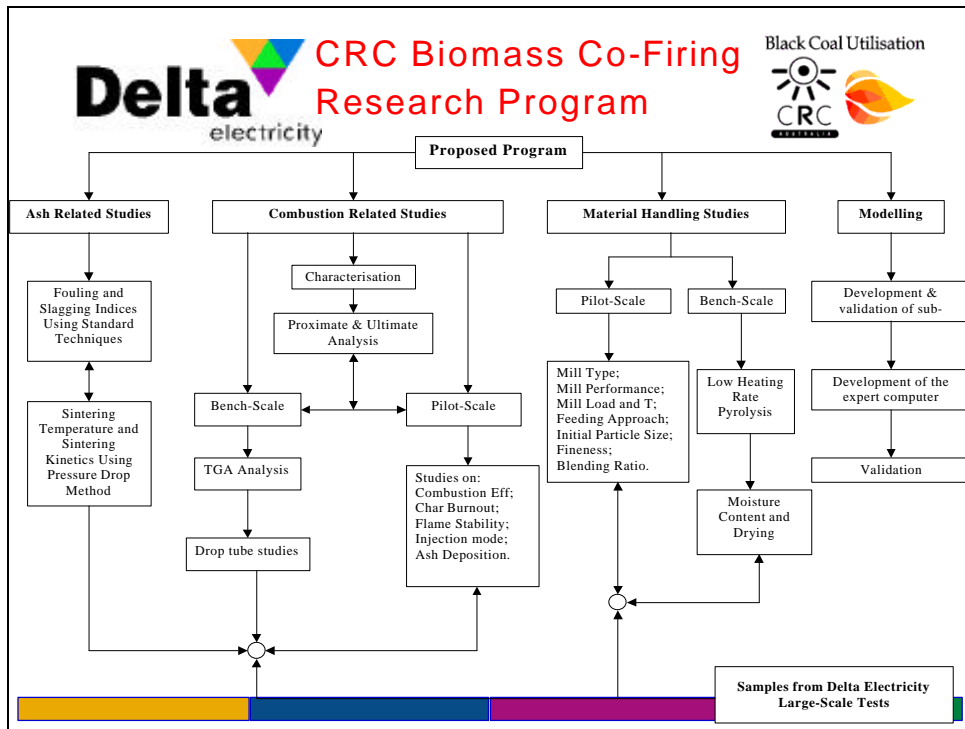 Delta
electricity
CRC Biomass Co-Firing
Research Program
Black Coal Utilisation
CRC
AUSTRALIA
Proposed Program
Ash Related Studies
Combustion Related Studies
Material Handling Studies
Modelling
Fouling and
Slagging Indices
Using Standard
Techniques
Sintering
Temperature and
Sintering
Kinetics Using
Pressure Drop
Method
Characterisation
Proximate & Ultimate
Analysis
Bench-Scale
Pilot-Scale
TGA Analysis
Drop tube studies
Studies on:
Combustion Eff;
Char Burnout;
Flame Stability;
Injection mode;
Ash Deposition.
Pilot-Scale
Bench-Scale
Mill Type;
Mill Performance;
Mill Load and T;
Feeding Approach;
Initial Particle Size;
Fineness;
Blending Ratio.
Low Heating
Rate
Pyrolysis
Moisture
Content and
Drying
Development &
validation of sub-
Development of the
expert computer
Validation
Samples from Delta Electricity
Large-Scale Tests